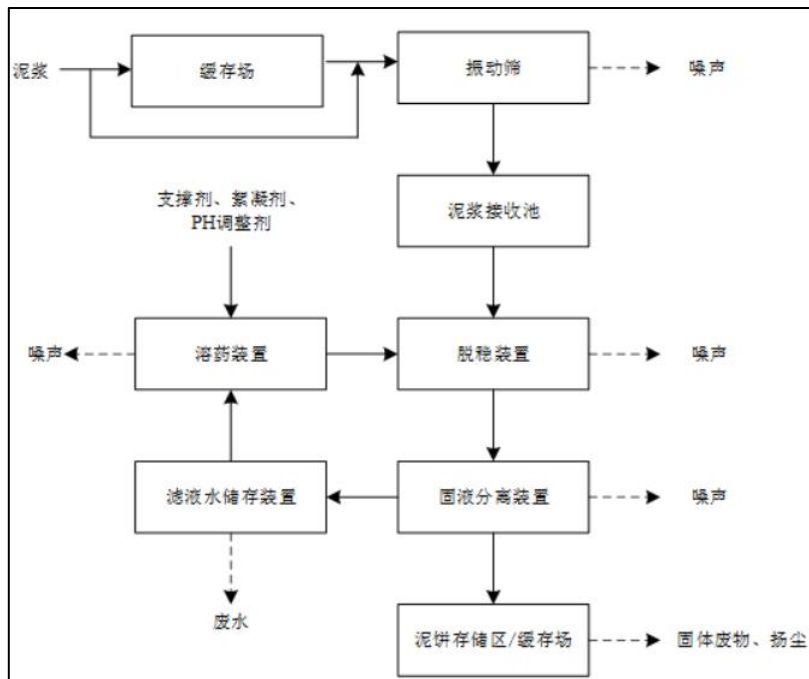 泥浆
缓存场
振动筛
噪声
支撑剂、絮凝剂、
PH调整剂
泥浆接收池
噪声
溶药装置
脱稳装置
噪声
滤液水储存装置
固液分离装置
噪声
废水
泥饼存储区/缓存场
固体废物、扬尘